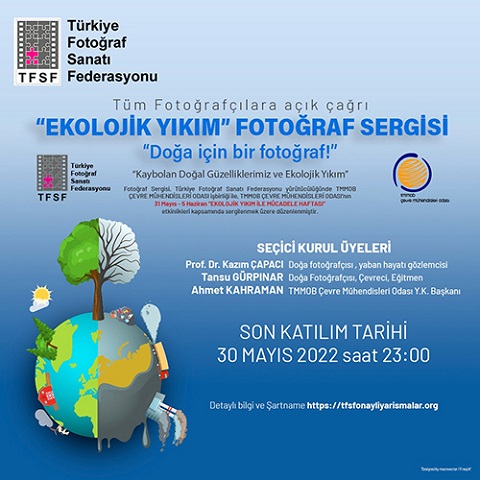 Türkiye
Fotoğraf
Sanatı
Federasyonu
TFSF
Tüm Fotoğrafçılara açık çağrı
“EKOLOJİK YIKIM” FOTOĞRAF SERGİSİ
“Doğa için bir fotoğraf!”
“Kaybolan Doğal Güzelliklerimiz ve Ekolojik Yıkım”
Türkiye
Fotoğraf
Sanatı
Federasyonu
TFSF
Fotoğraf Sergisi, Türkiye Fotoğraf Sanatı Federasyonu yürütücülüğünde TMMOB
ÇEVRE MÜHENDİSLERİ ODASI işbirliği ile, TMMOB ÇEVRE MÜHENDİSLERİ ODASI'nın
31 Mayıs - 5 Haziran "EKOLOJİK YIKIM İLE MÜCADELE HAFTASI"
etkinlikleri kapsamında sergilenmek üzere düzenlenmiştir.
TMMOB
çevre mühendisleri odası
SEÇİCİ KURUL ÜYELERİ
Prof. Dr. Kazım ÇAPACI Doğa fotoğrafçısı , yaban hayatı gözlemcisi
Tansu GÜRPINAR Doğa Fotoğrafçısı, Çevreci, Eğitmen
Ahmet KAHRAMAN TMMOB Çevre Mühendisleri Odası Y.K. Başkanı
SON KATILIM TARİHİ
30 MAYIS 2022 saat 23:00
Detaylı bilgi ve Şartname https://tfsfonayliyarismalar.org